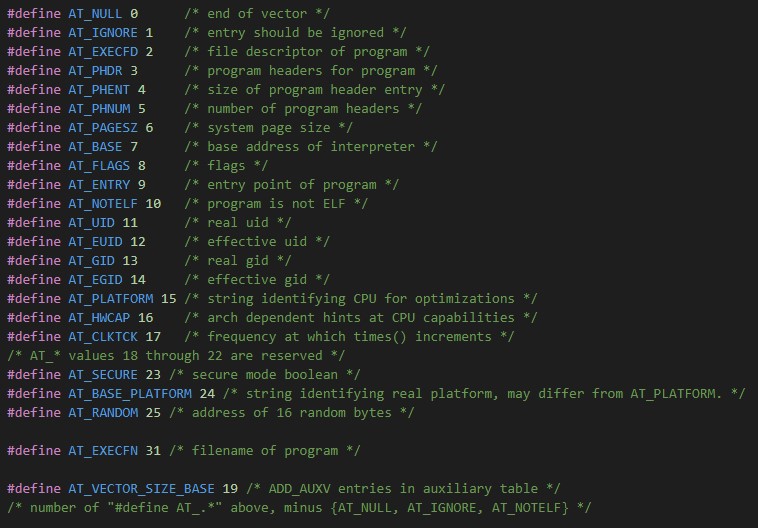 #define AT_NULL 0 /* end of vector */
#define AT_IGNORE 1 /* entry should be ignored */
#define AT_EXECFD 2 /* file descriptor of program */
#define AT_PHDR 3 /* program headers for program */
#define AT_PHENT 4 /* size of program header entry */
#define AT_PHNUM 5 /* number of program headers */
#define AT_PAGESZ 6 /* system page size */
#define AT_BASE 7 /* base address of interpreter */
#define AT_FLAGS 8 /* flags */
#define AT_ENTRY 9 /* entry point of program */
#define AT_NOTELF 10 /* program is not ELF */
#define AT_UID 11 /* real uid */
#define AT_EUID 12 /* effective uid */
#define AT_GID 13 /* real gid */
#define AT_EGID 14 /* effective gid */
#define AT_PLATFORM 15 /* string identifying CPU for optimizations */
#define AT_HWCAP 16 /* arch dependent hints at CPU capabilities */
#define AT_CLKTCK 17 /* frequency at which times() increments */
/* AT_* values 18 through 22 are reserved */
#define AT_SECURE 23 /* secure mode boolean */
#define AT_BASE_PLATFORM 24 /* string identifying real platform, may differ from AT_PLATFORM. */
#define AT_RANDOM 25 /* address of 16 random bytes */
#define AT_EXECFN 31 /* filename of program */
#define AT_VECTOR_SIZE_BASE 19 /* ADD_AUXV entries in auxiliary table */
/* number of "#define AT_.*" above, minus {AT_NULL, AT_IGNORE, AT_NOTELF} */